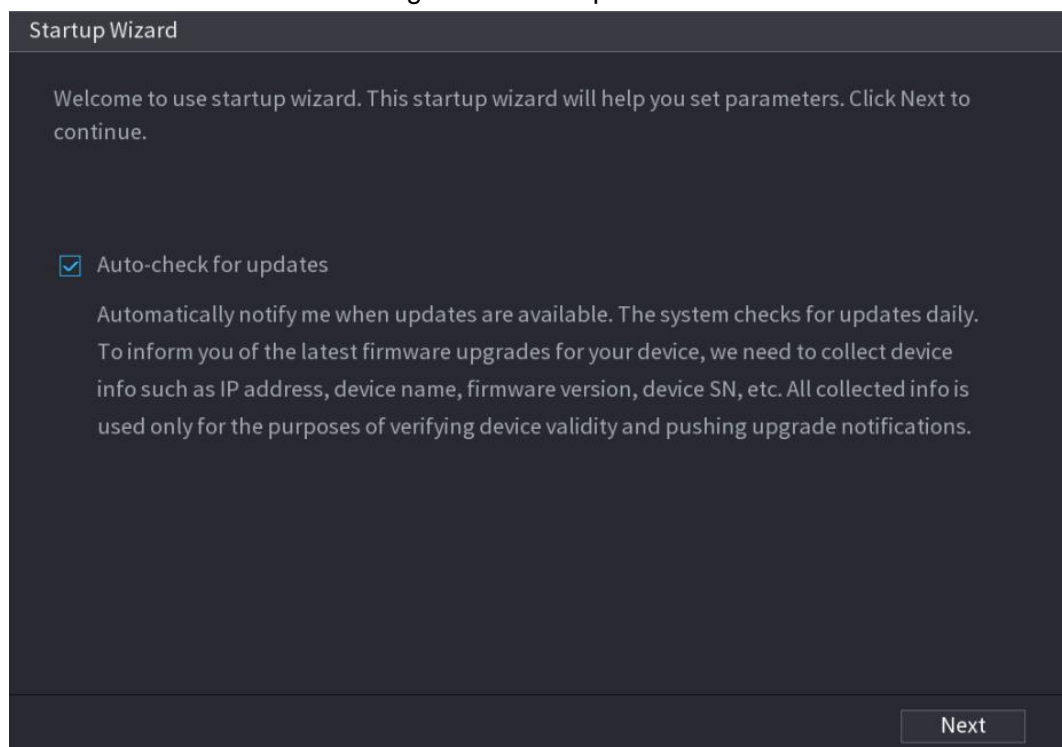 Startup Wizard
Welcome to use startup wizard. This startup wizard will help you set parameters. Click Next to
continue.
Auto-check for updates
Automatically notify me when updates are available. The system checks for updates daily.
To inform you of the latest firmware upgrades for your device, we need to collect device
info such as IP address, device name, firmware version, device SN, etc. All collected info is
used only for the purposes of verifying device validity and pushing upgrade notifications.
Next